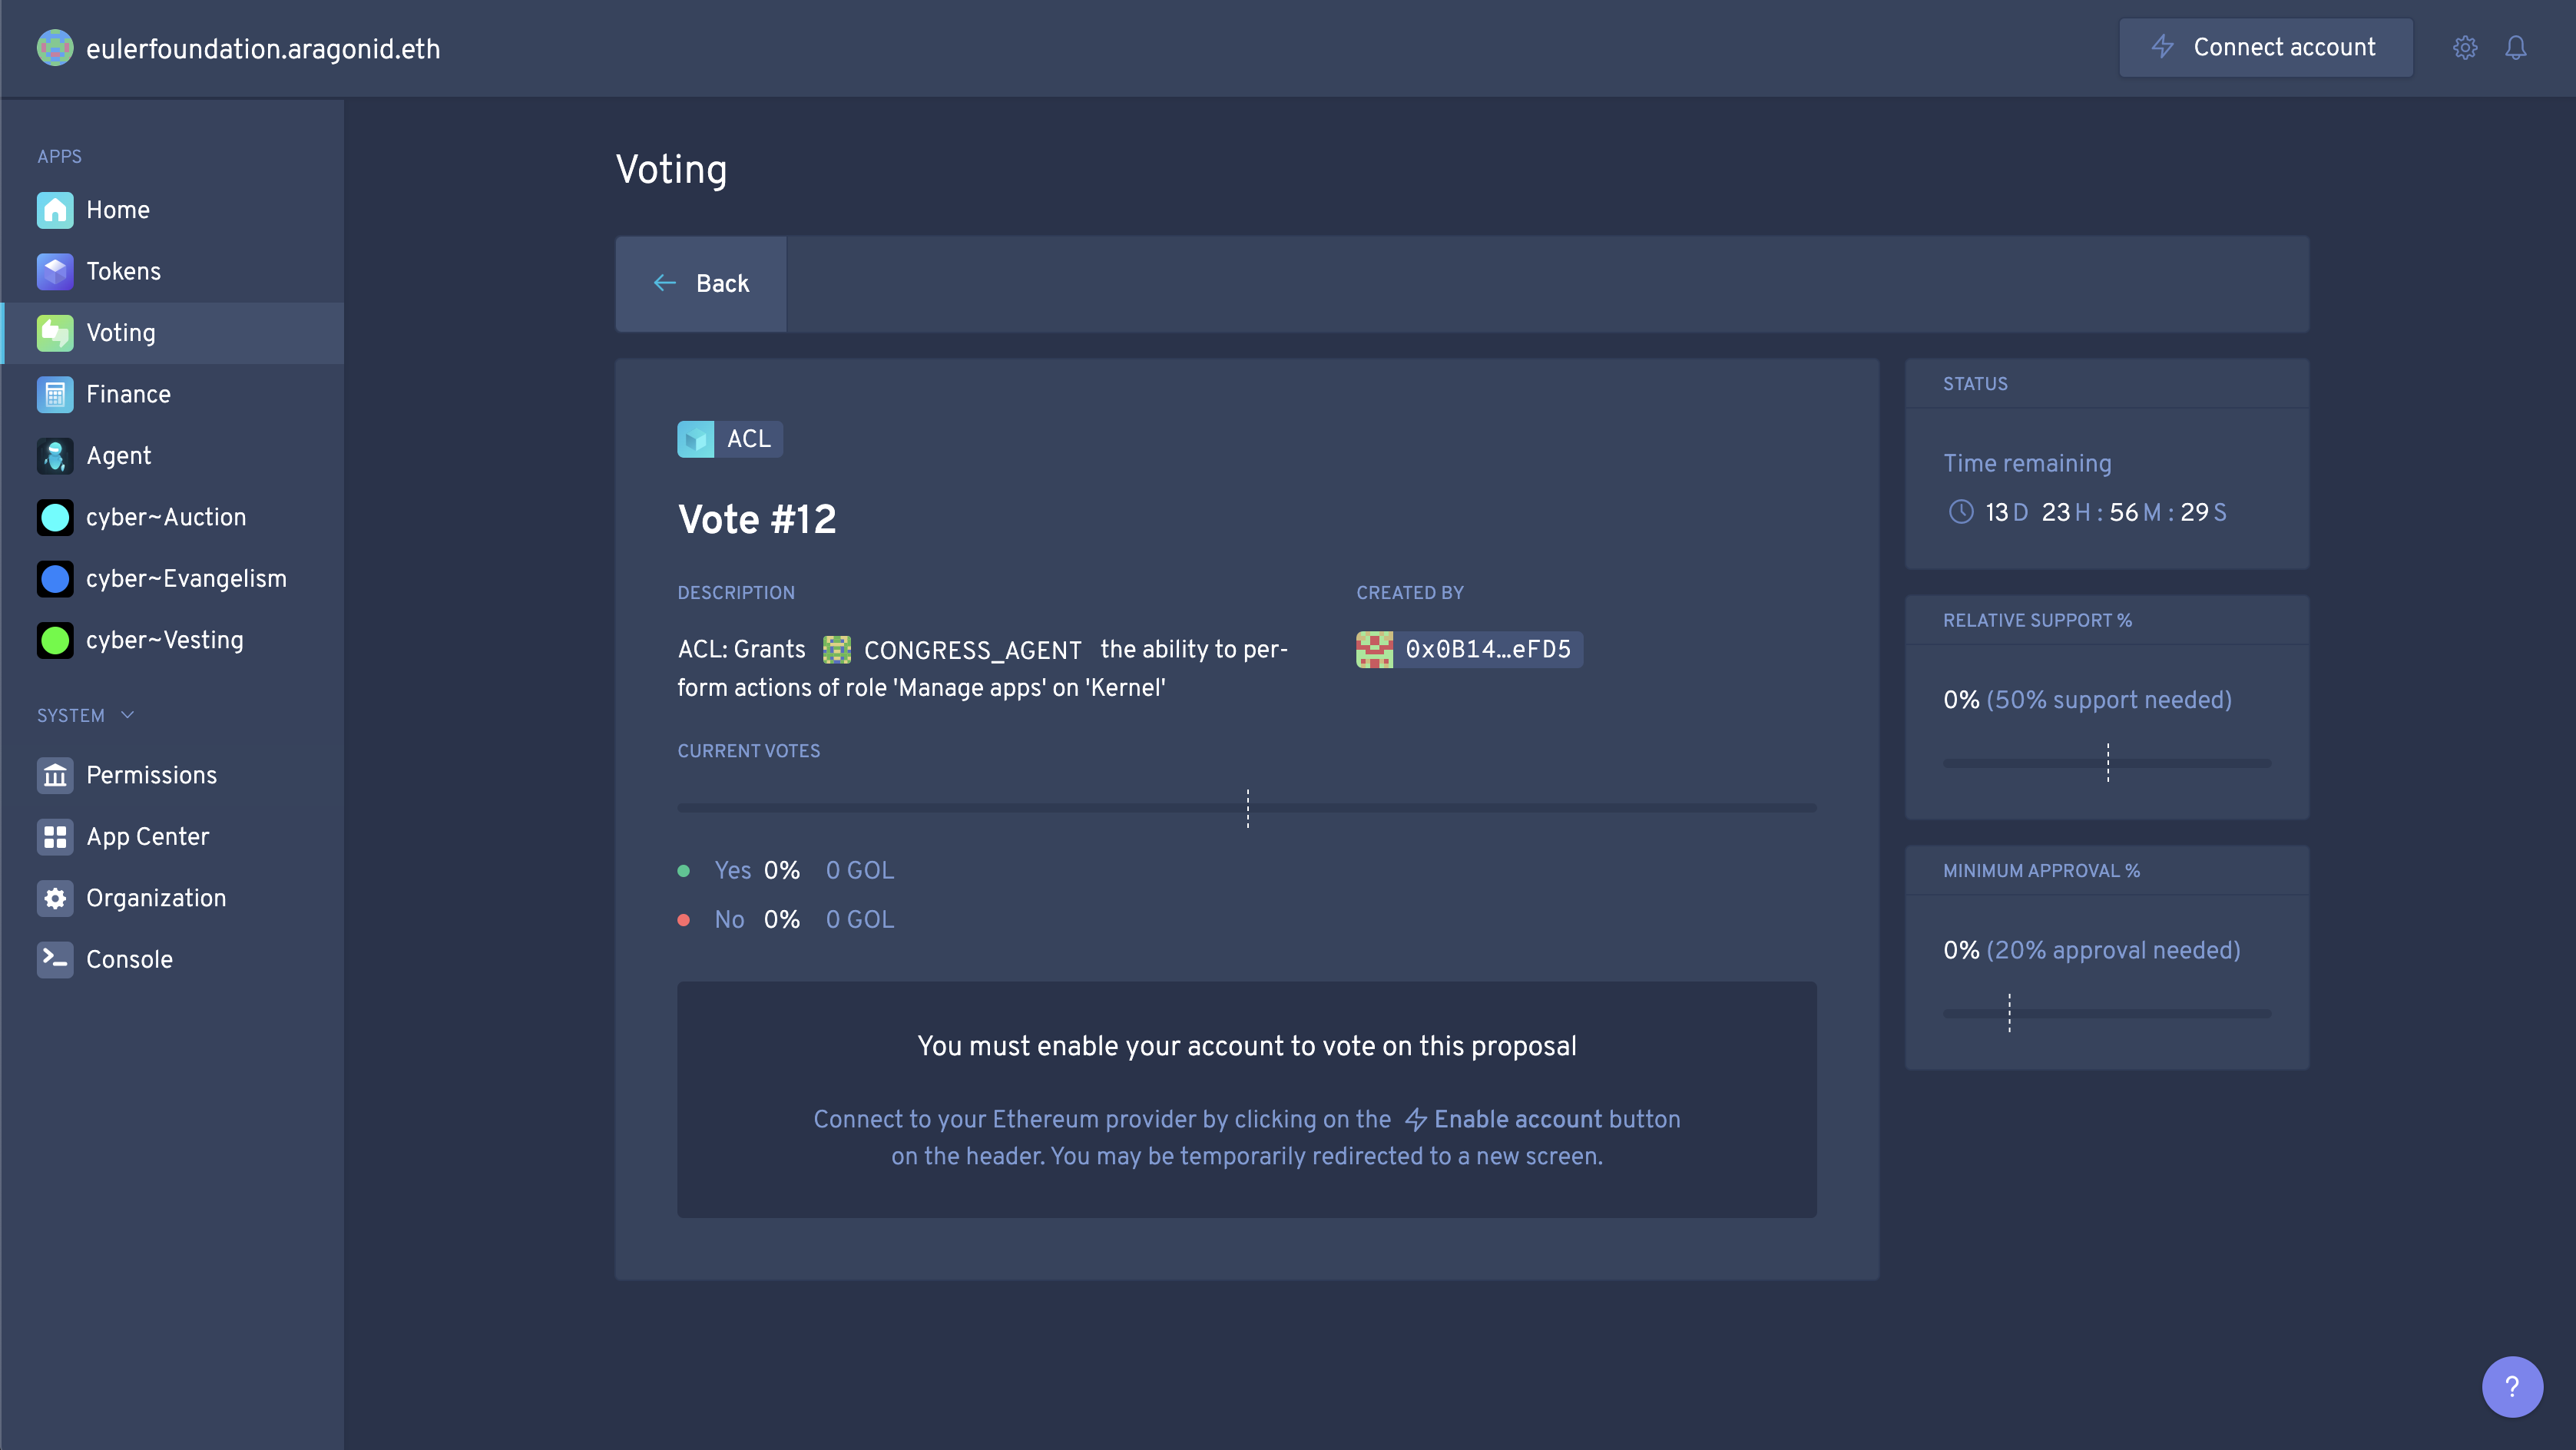 eulerfoundation.aragonid.eth
Connect account
APPS
Home
Tokens
Voting
Finance
Agent
cyber~Auction
cyber~Evangelism
cyber~Vesting
SYSTEM
Permissions
App Center
Organization
Console
Voting
Back
ACL
Vote #12
DESCRIPTION
ACL: Grants CONGRESS_AGENT the ability to per-
form actions of role 'Manage apps' on 'Kernel'
CREATED BY
0x0B14…eFD5
CURRENT VOTES
Yes 0% 0 GOL
No 0% 0 GOL
You must enable your account to vote on this proposal
Connect to your Ethereum provider by clicking on the Enable account button
on the header. You may be temporarily redirected to a new screen.
STATUS
Time remaining
13 D 23 H : 56 M : 29 S
RELATIVE SUPPORT %
0% (50% support needed)
MINIMUM APPROVAL %
0% (20% approval needed)
?